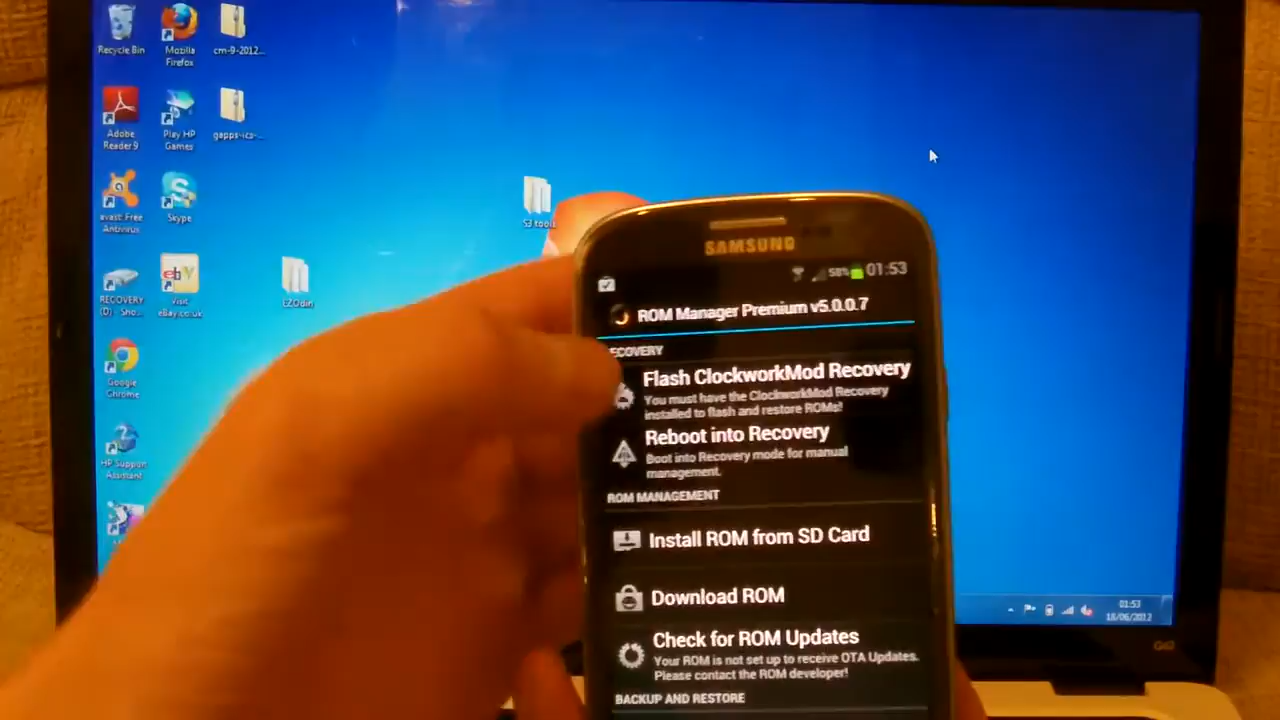 Recycle Bin
Mozilla
Firefox
cm-9-2012...
Adobe
Reader 9
Play HP
Games
gapps-ics-...
avast! Free
Antivirus
Skype
S3 tools
RECOVERY
(D) - Sho...
Visit
eBay.co.uk
EZOdin
Google
Chrome
HP Support
Assistant
SAMSUNG
58% 01:53
ROM Manager Premium v5.0.0.7
RECOVERY
Flash ClockworkMod Recovery
You must have the ClockworkMod Recovery
installed to flash and restore ROMs!
Reboot into Recovery
Boot into Recovery mode for manual
management.
ROM MANAGEMENT
Install ROM from SD Card
Download ROM
Check for ROM Updates
Your ROM is not set up to receive OTA Updates.
Please contact the ROM developer!
BACKUP AND RESTORE
01:53
18/06/2012